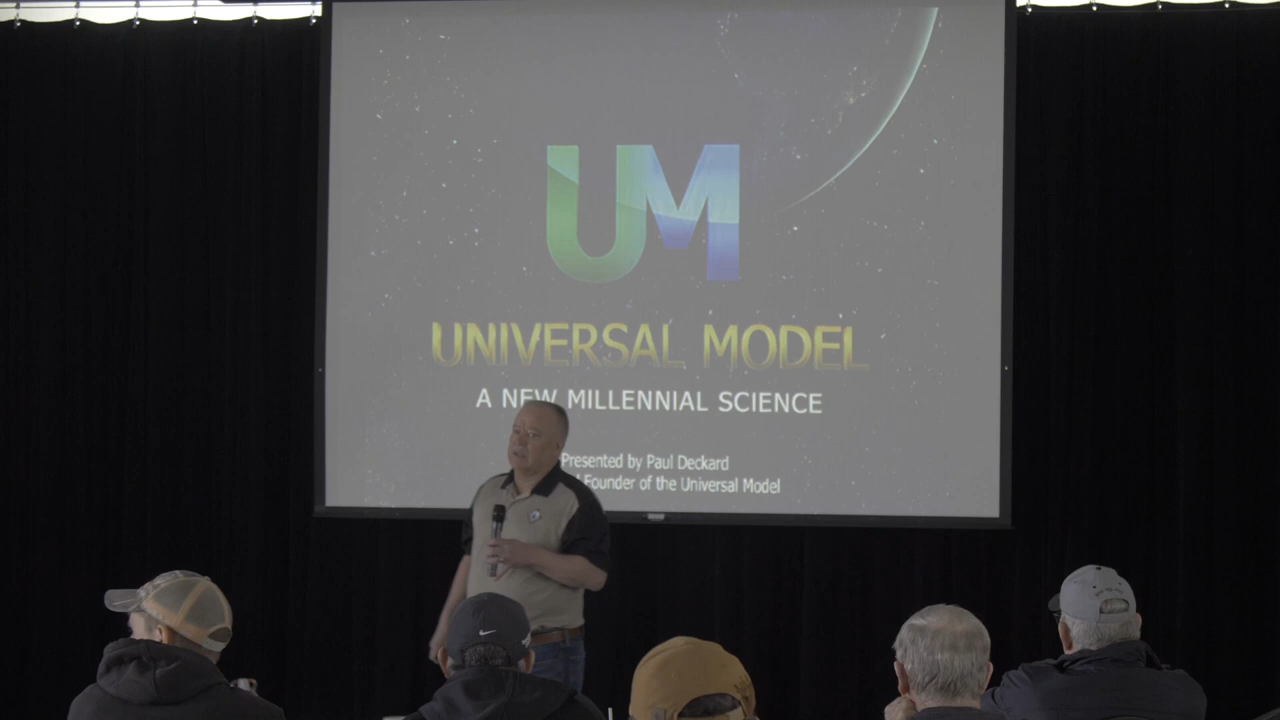 UM
UNIVERSAL MODEL
A NEW MILLENNIAL SCIENCE
Presented by Paul Deckard
Founder of the Universal Model